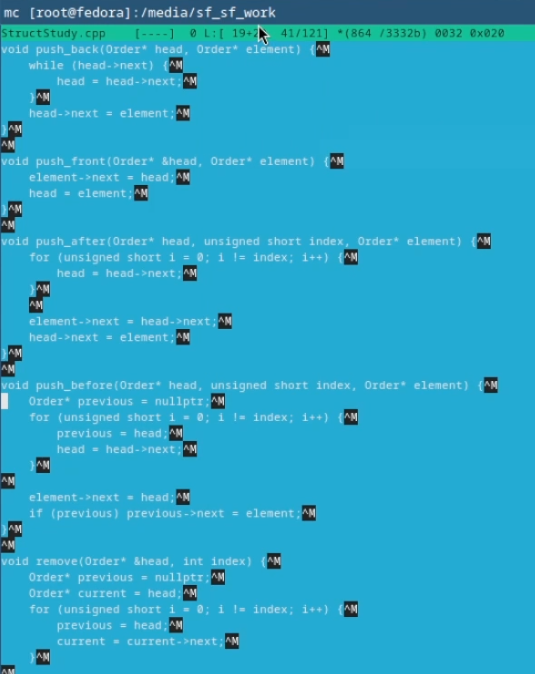 mc [root@fedora]:/media/sf_sf_work
StructStudy.cpp [----] 0 L:[ 19+2 41/121] *(864 /3332b) 0032 0x020
void push_back(Order* head, Order* element) {^M
    while (head->next) {^M
        head = head->next;^M
    }^M
    head->next = element;^M
}^M
^M
void push_front(Order* &head, Order* element) {^M
    element->next = head;^M
    head = element;^M
}^M
^M
void push_after(Order* head, unsigned short index, Order* element) {^M
    for (unsigned short i = 0; i != index; i++) {^M
        head = head->next;^M
    }^M
    ^M
    element->next = head->next;^M
    head->next = element;^M
}^M
^M
void push_before(Order* head, unsigned short index, Order* element) {^M
    Order* previous = nullptr;^M
    for (unsigned short i = 0; i != index; i++) {^M
        previous = head;^M
        head = head->next;^M
    }^M
^M
    element->next = head;^M
    if (previous) previous->next = element;^M
}^M
^M
void remove(Order* &head, int index) {^M
    Order* previous = nullptr;^M
    Order* current = head;^M
    for (unsigned short i = 0; i != index; i++) {^M
        previous = head;^M
        current = current->next;^M
    }^M
^M